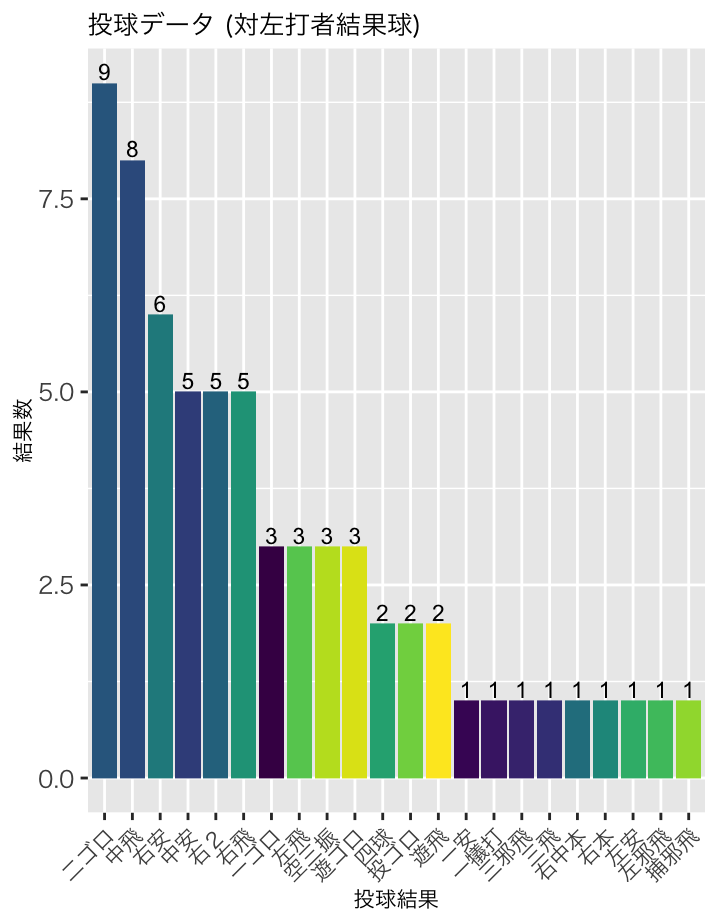 投球データ (対左打者結果球)
9
8
6
5
5
5
3
3
3
3
2
2
2
1
1
1
1
1
1
1
1
1
7.5
5.0
2.5
0.0
結果数
二ゴロ
中飛
右安
中安
右２
右飛
一ゴロ
左飛
空三振
遊ゴロ
四球
投ゴロ
遊飛
一安
一犠打
三邪飛
三飛
右中本
右本
左安
左邪飛
捕邪飛
投球結果